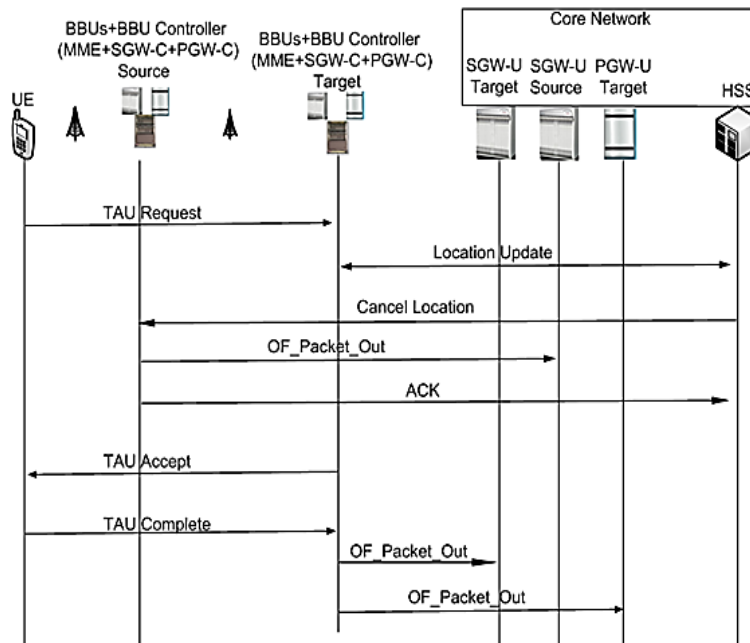 BBUs+BBU Controller
(MME+SGW-C+PGW-C)
Source
BBUs+BBU Controller
(MME+SGW-C+PGW-C)
Target
Core Network
SGW-U
Target
SGW-U
Source
PGW-U
Target
UE
HSS
TAU Request
Location Update
Cancel Location
OF_Packet_Out
ACK
TAU Accept
TAU Complete
OF_Packet_Out
OF_Packet_Out